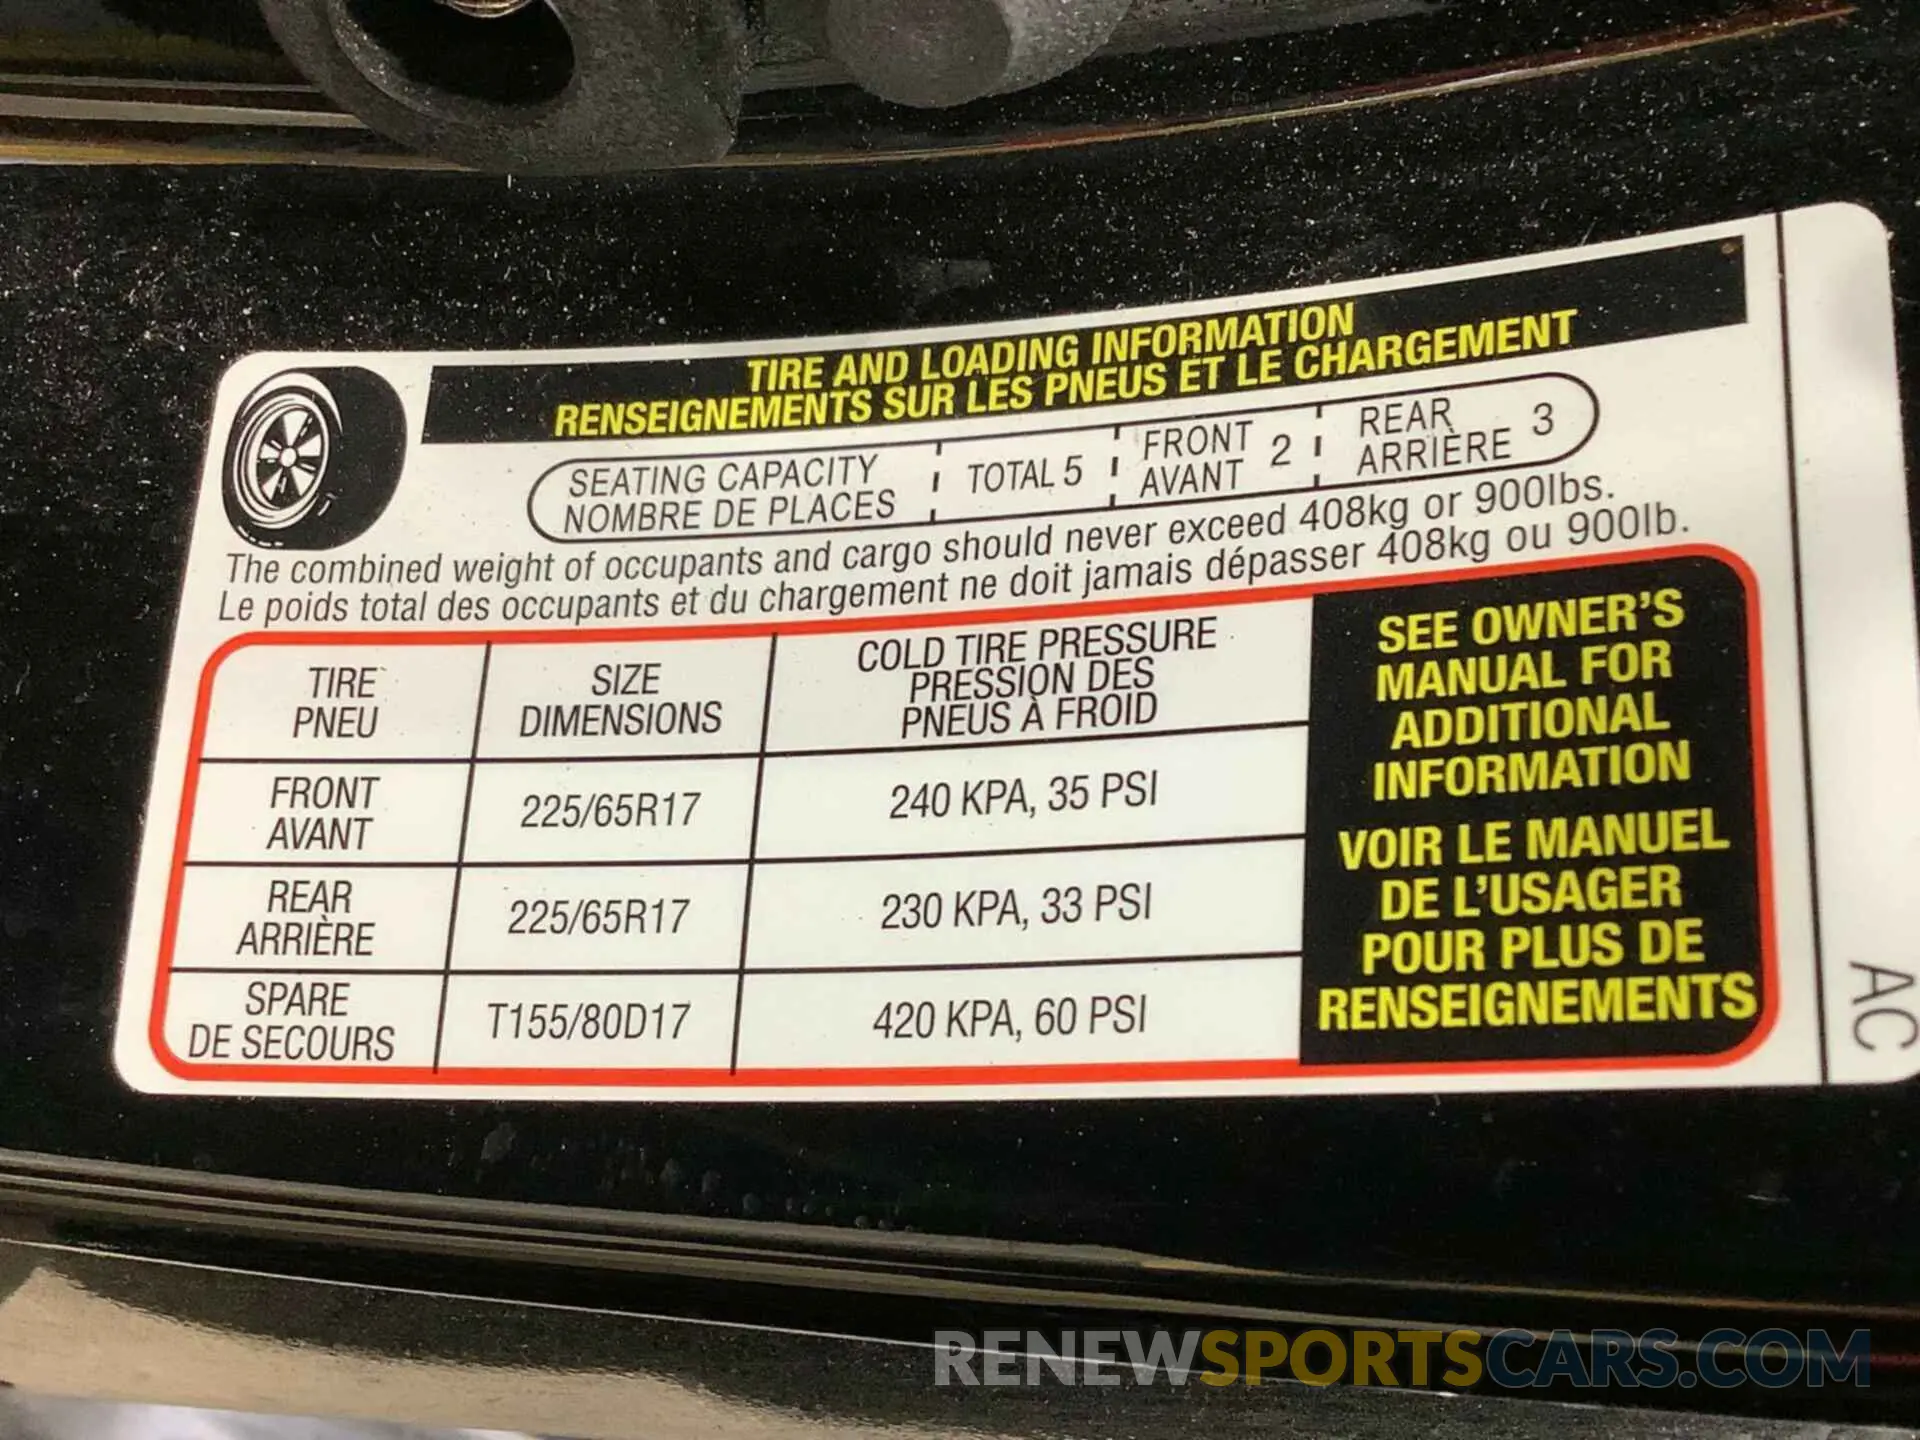 TIRE AND LOADING INFORMATION
RENSEIGNEMENTS SUR LES PNEUS ET LE CHARGEMENT
SEATING CAPACITY
NOMBRE DE PLACES
TOTAL 5
FRONT
AVANT
2
REAR
ARRIÈRE
3
The combined weight of occupants and cargo should never exceed 408kg or 900lbs.
Le poids total des occupants et du chargement ne doit jamais dépasser 408kg ou 900lb.
TIRE
PNEU
SIZE
DIMENSIONS
COLD TIRE PRESSURE
PRESSION DES
PNEUS À FROID
FRONT
AVANT
225/65R17
240 KPA, 35 PSI
REAR
ARRIÈRE
225/65R17
230 KPA, 33 PSI
SPARE
DE SECOURS
T155/80D17
420 KPA, 60 PSI
SEE OWNER'S
MANUAL FOR
ADDITIONAL
INFORMATION
VOIR LE MANUEL
DE L'USAGER
POUR PLUS DE
RENSEIGNEMENTS
AC
RENEWSPORTSCARS.COM